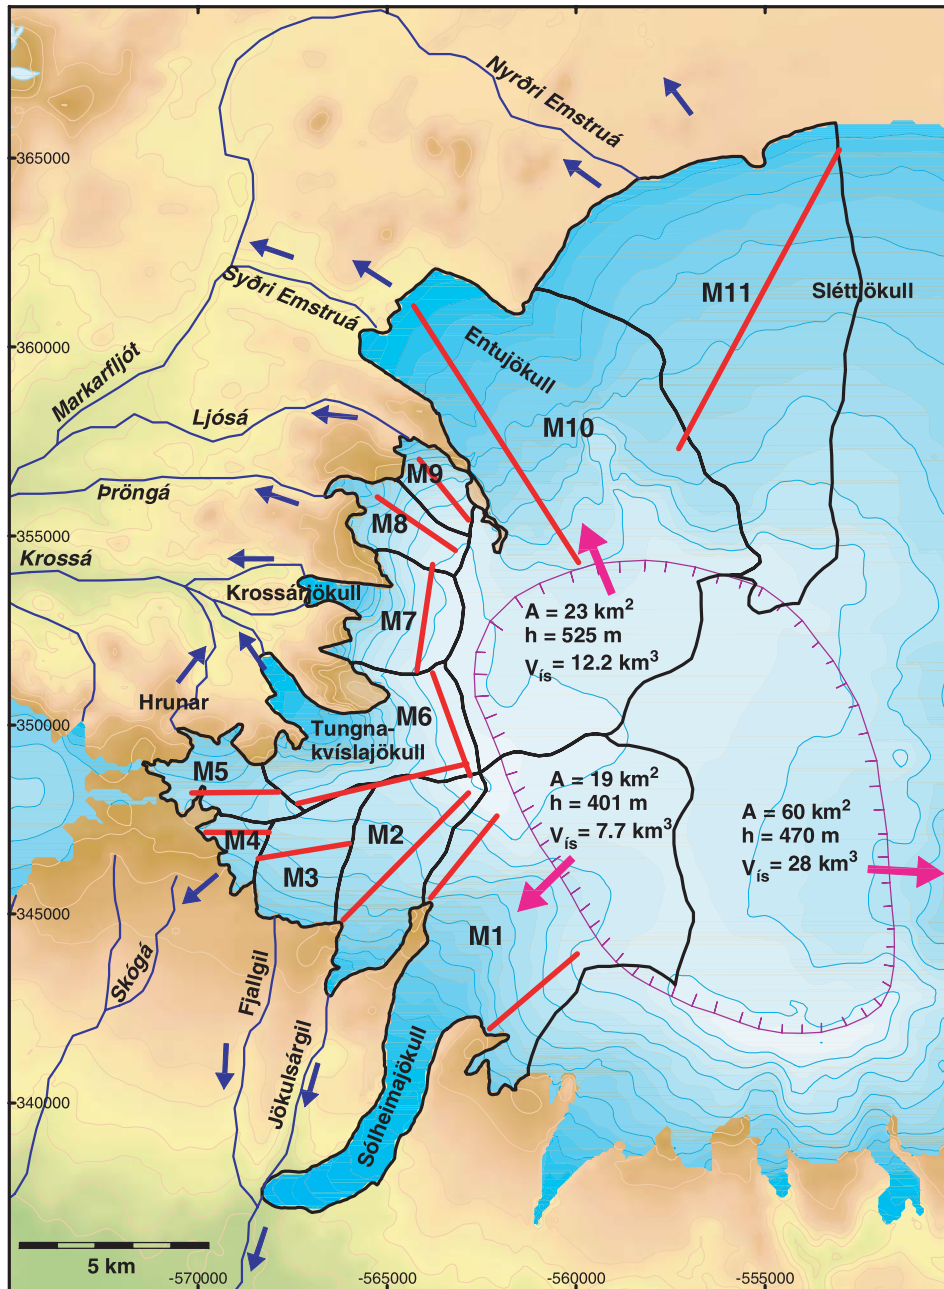 Nyrðri Emstruá
365000
M11
Sléttjökull
Syðri Emstruá
Entujökull
360000
Markarfljót
Ljósá
M10
M9
Þröngá
M8
355000
Krossá
Krossárjökull
A = 23 km²
h = 525 m
Vís = 12.2 km³
M7
Hrunar
M6
350000
Tungna-
kvíslajökull
M5
A = 19 km²
h = 401 m
Vís = 7.7 km³
A = 60 km²
h = 470 m
Vís = 28 km³
M4
M2
M3
345000
M1
Skógá
Fjallgil
Jökulsárgil
Sólheimajökull
340000
5 km
-570000
-565000
-560000
-555000